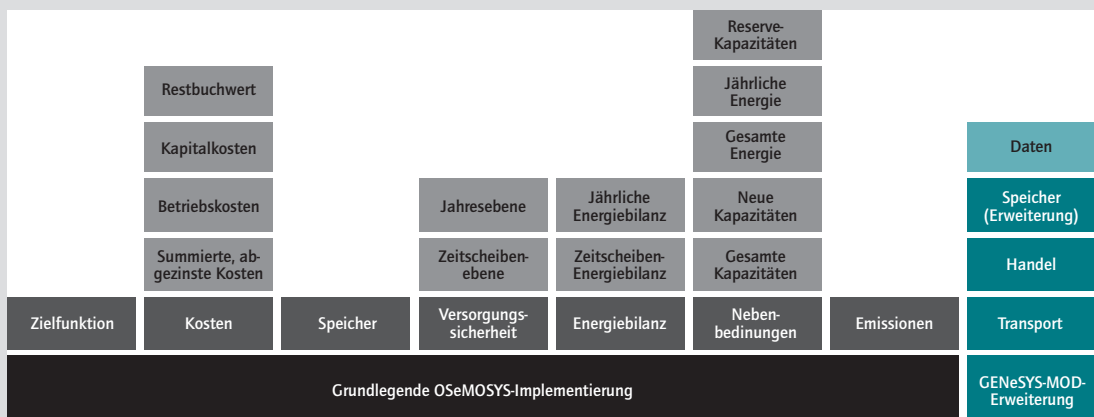 Reserve-
Kapazitäten
Restbuchwert
Jährliche
Energie
Kapitalkosten
Gesamte
Energie
Daten
Betriebskosten
Jahresebene
Jährliche
Energiebilanz
Neue
Kapazitäten
Speicher
(Erweiterung)
Summierte, ab-
gezinste Kosten
Zeitscheiben-
ebene
Zeitscheiben-
Energiebilanz
Gesamte
Kapazitäten
Handel
Zielfunktion
Kosten
Speicher
Versorgungs-
sicherheit
Energiebilanz
Neben-
bedinungen
Emissionen
Transport
Grundlegende OSeMOSYS-Implementierung
GENeSYS-MOD-
Erweiterung